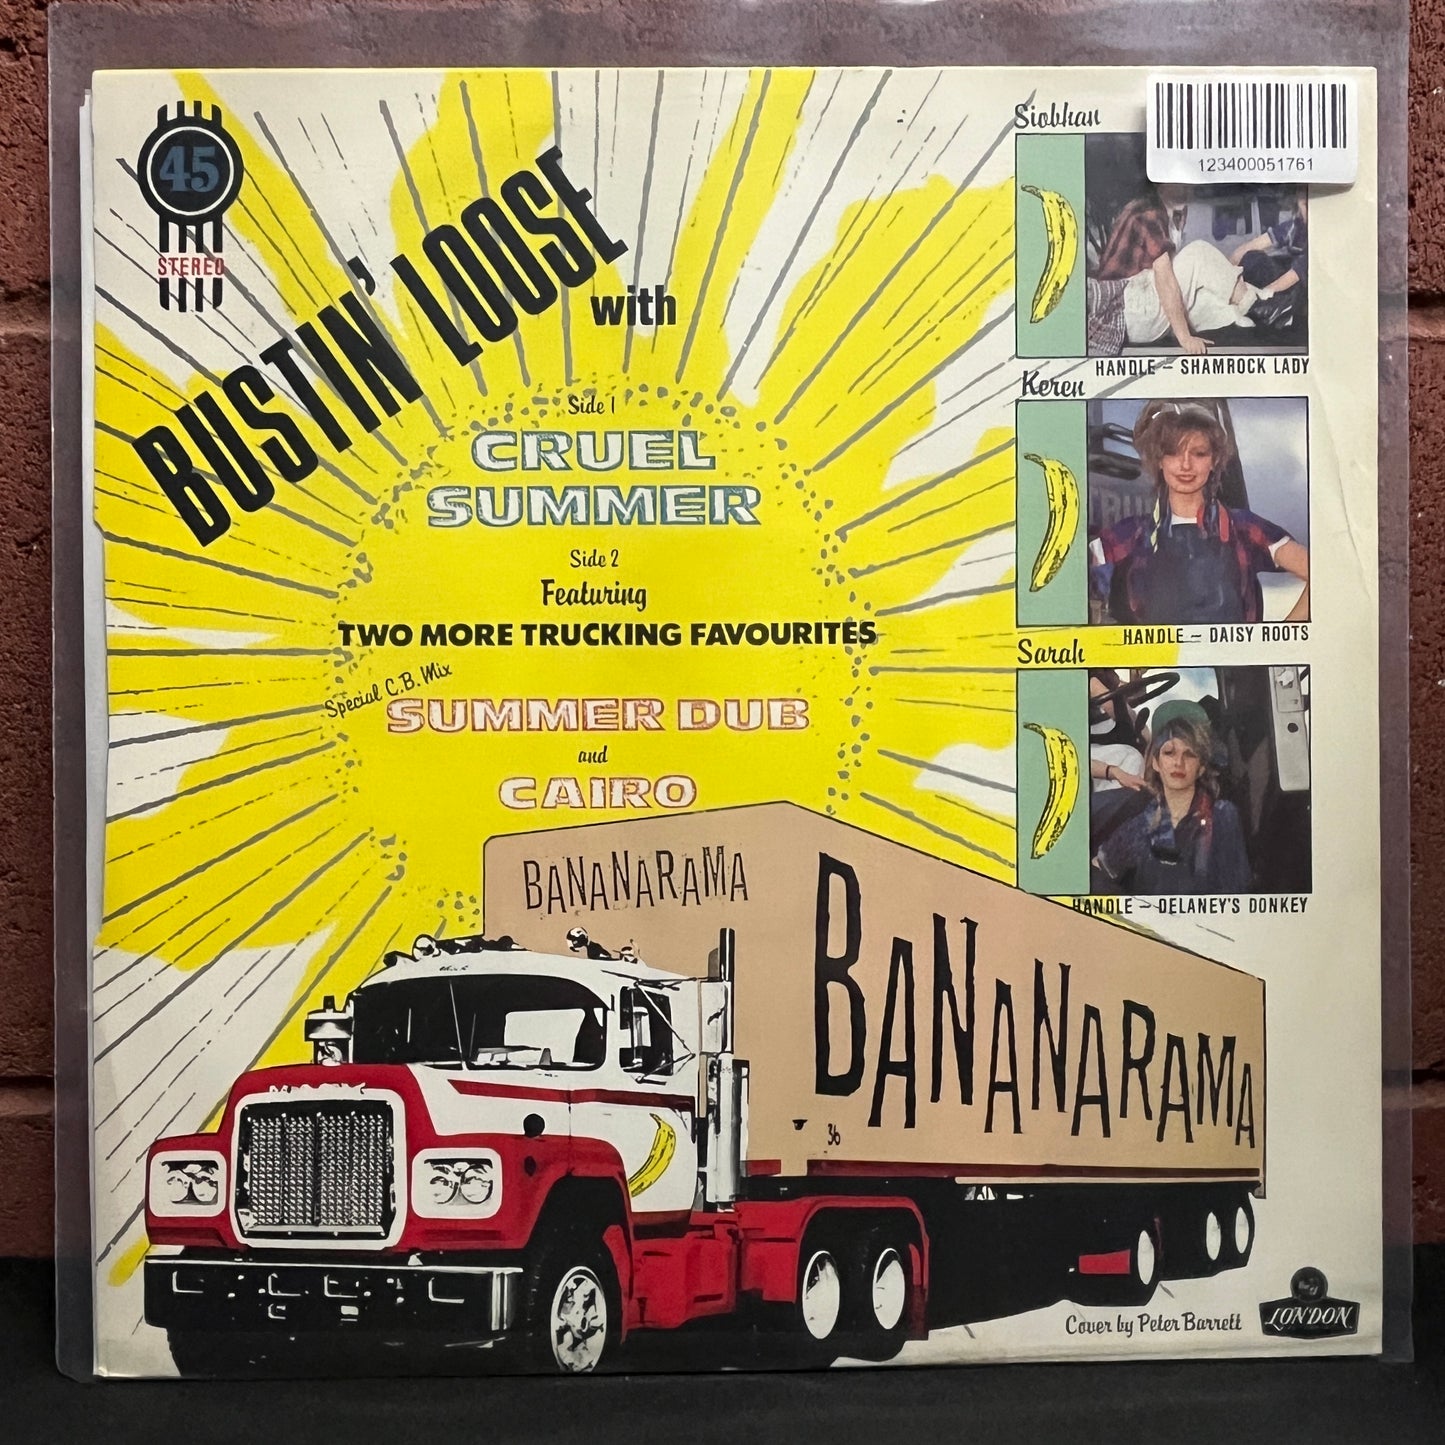 45
STEREO
BUSTIN' LOOSE
with
Side 1
CRUEL
SUMMER
Side 2
Featuring
TWO MORE TRUCKING FAVOURITES
Special C.B. Mix
SUMMER DUB
and
CAIRO
Siobhan
123400051761
HANDLE – SHAMROCK LADY
Keren
HANDLE – DAISY ROOTS
Sarah
HANDLE – DELANEY'S DONKEY
BANANARAMA
BANANARAMA
36
MACK
Cover by Peter Barrett
LONDON